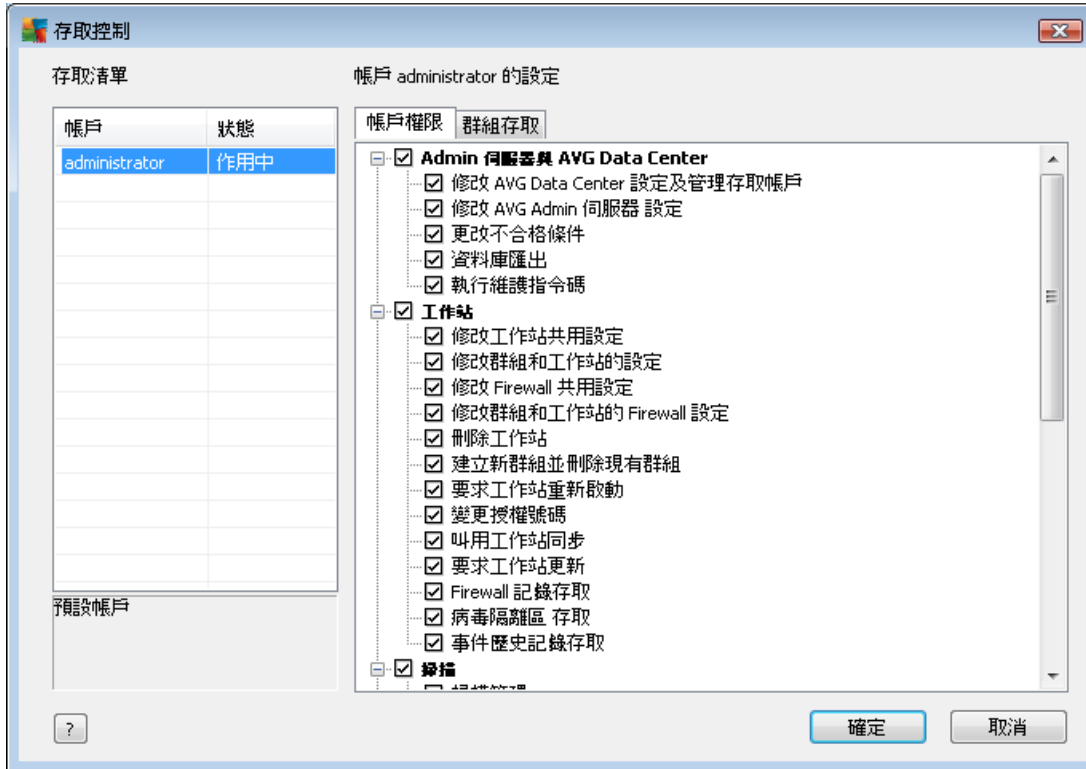 存取控制
存取清單
帳戶 administrator 的設定
帳戶 狀態
administrator 作用中
預設帳戶
帳戶權限 群組存取
Admin 伺服器與 AVG Data Center
修改 AVG Data Center 設定及管理存取帳戶
修改 AVG Admin 伺服器 設定
更改不合格條件
資料庫匯出
執行維護指令碼
工作站
修改工作站共用設定
修改群組和工作站的設定
修改 Firewall 共用設定
修改群組和工作站的 Firewall 設定
刪除工作站
建立新群組並刪除現有群組
要求工作站重新啟動
變更授權號碼
叫用工作站同步
要求工作站更新
Firewall 記錄存取
病毒隔離區 存取
事件歷史記錄存取
掃描
?
確定 取消